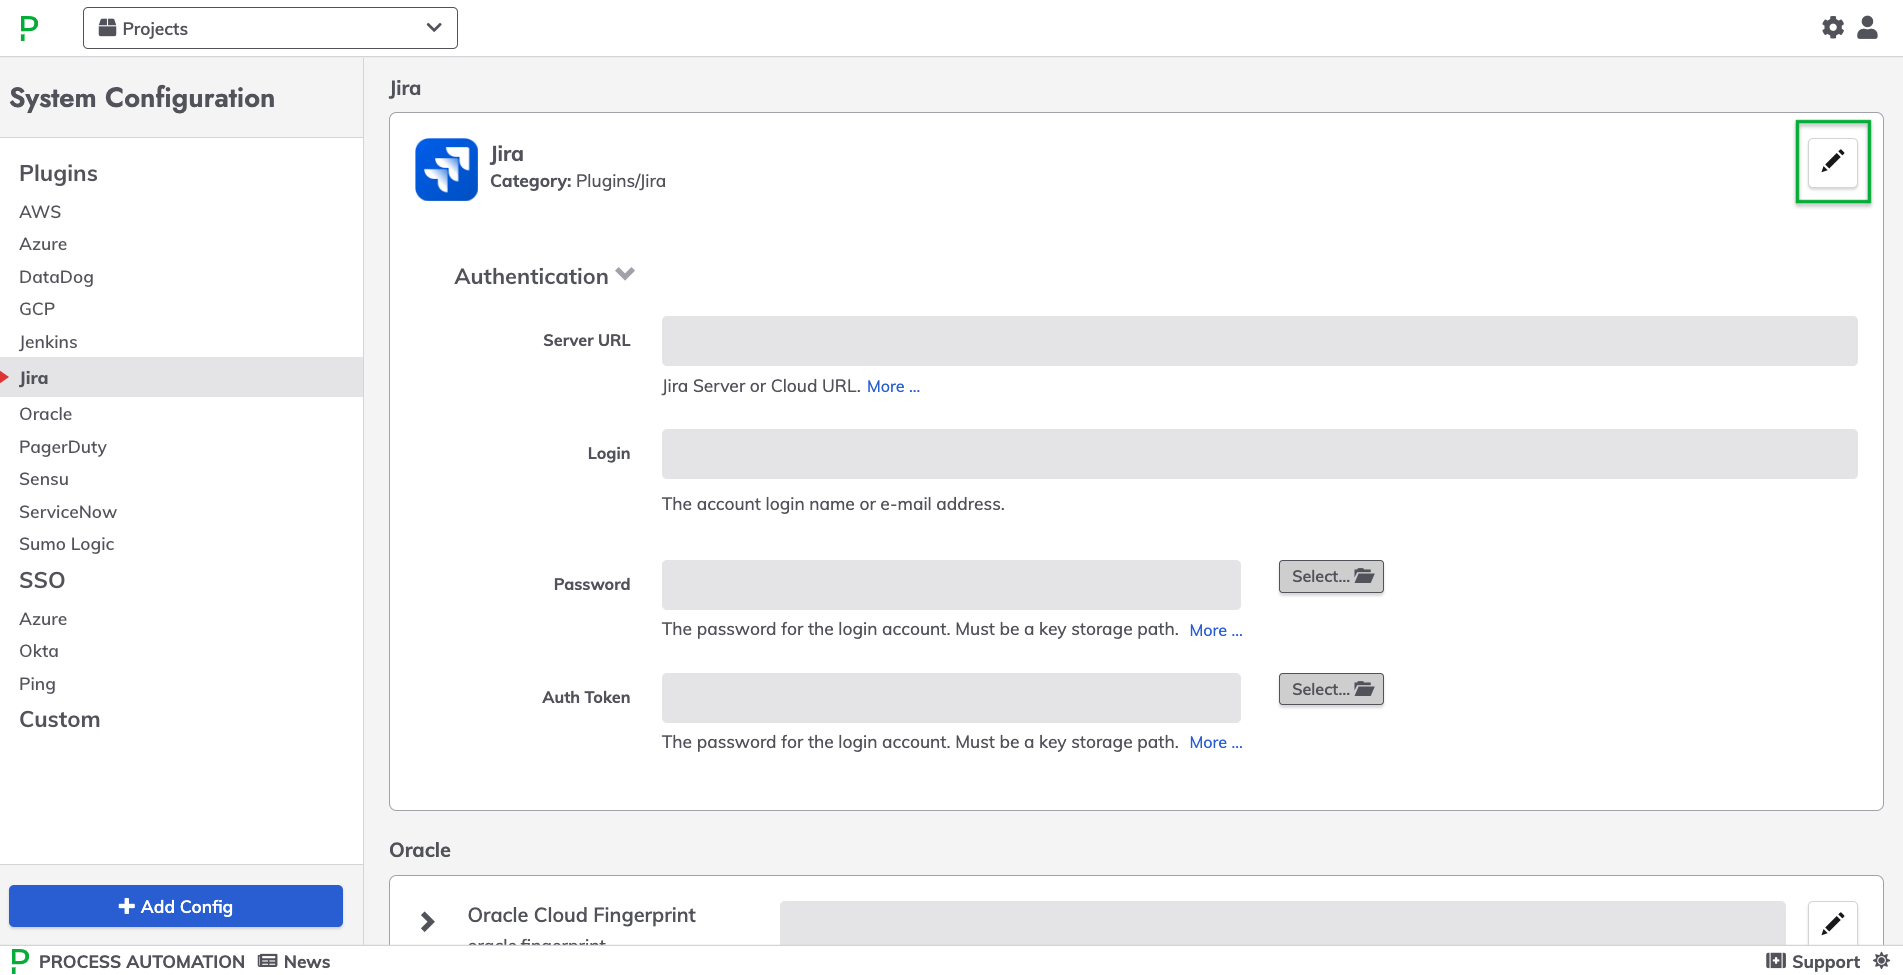 Projects
System Configuration
Plugins
AWS
Azure
DataDog
GCP
Jenkins
Jira
Oracle
PagerDuty
Sensu
ServiceNow
Sumo Logic
SSO
Azure
Okta
Ping
Custom
Add Config
Jira
Jira
Category: Plugins/Jira
Authentication
Server URL
Jira Server or Cloud URL. More ...
Login
The account login name or e-mail address.
Password
Select...
The password for the login account. Must be a key storage path. More ...
Auth Token
Select...
The password for the login account. Must be a key storage path. More ...
Oracle
Oracle Cloud Fingerprint
oracle.fingerprint
PROCESS AUTOMATION
News
Support